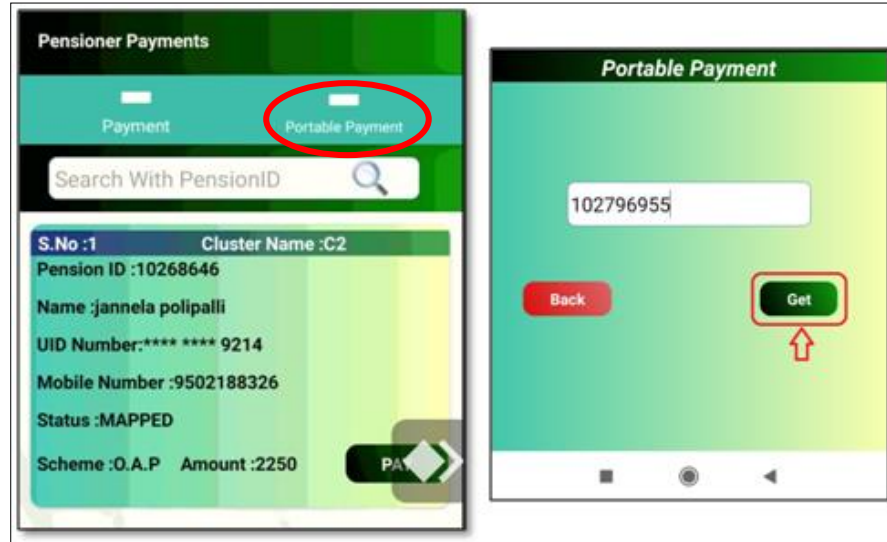 Pensioner Payments
Payment
Portable Payment
Search With PensionID
S.No :1 Cluster Name :C2
Pension ID :10268646
Name :jannela polipalli
UID Number:**** **** 9214
Mobile Number :9502188326
Status :MAPPED
Scheme :O.A.P Amount :2250
Portable Payment
102796955
Back
Get